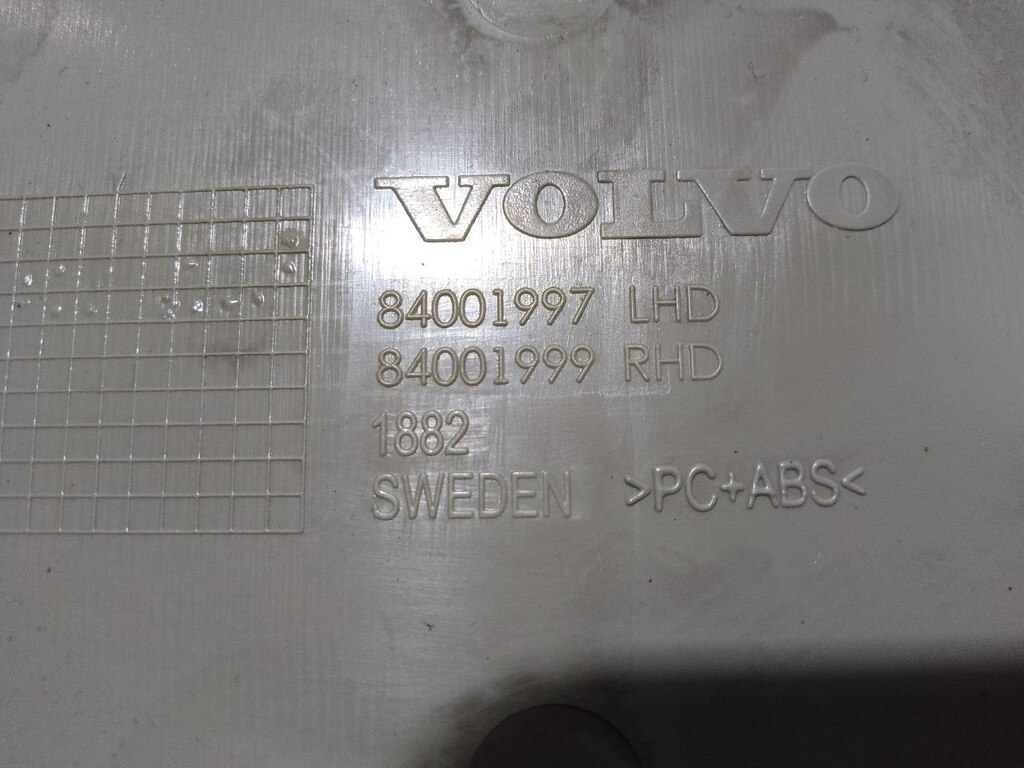 VOLVO
84001997 LHD
84001999 RHD
1882
SWEDEN >PC+ABS<